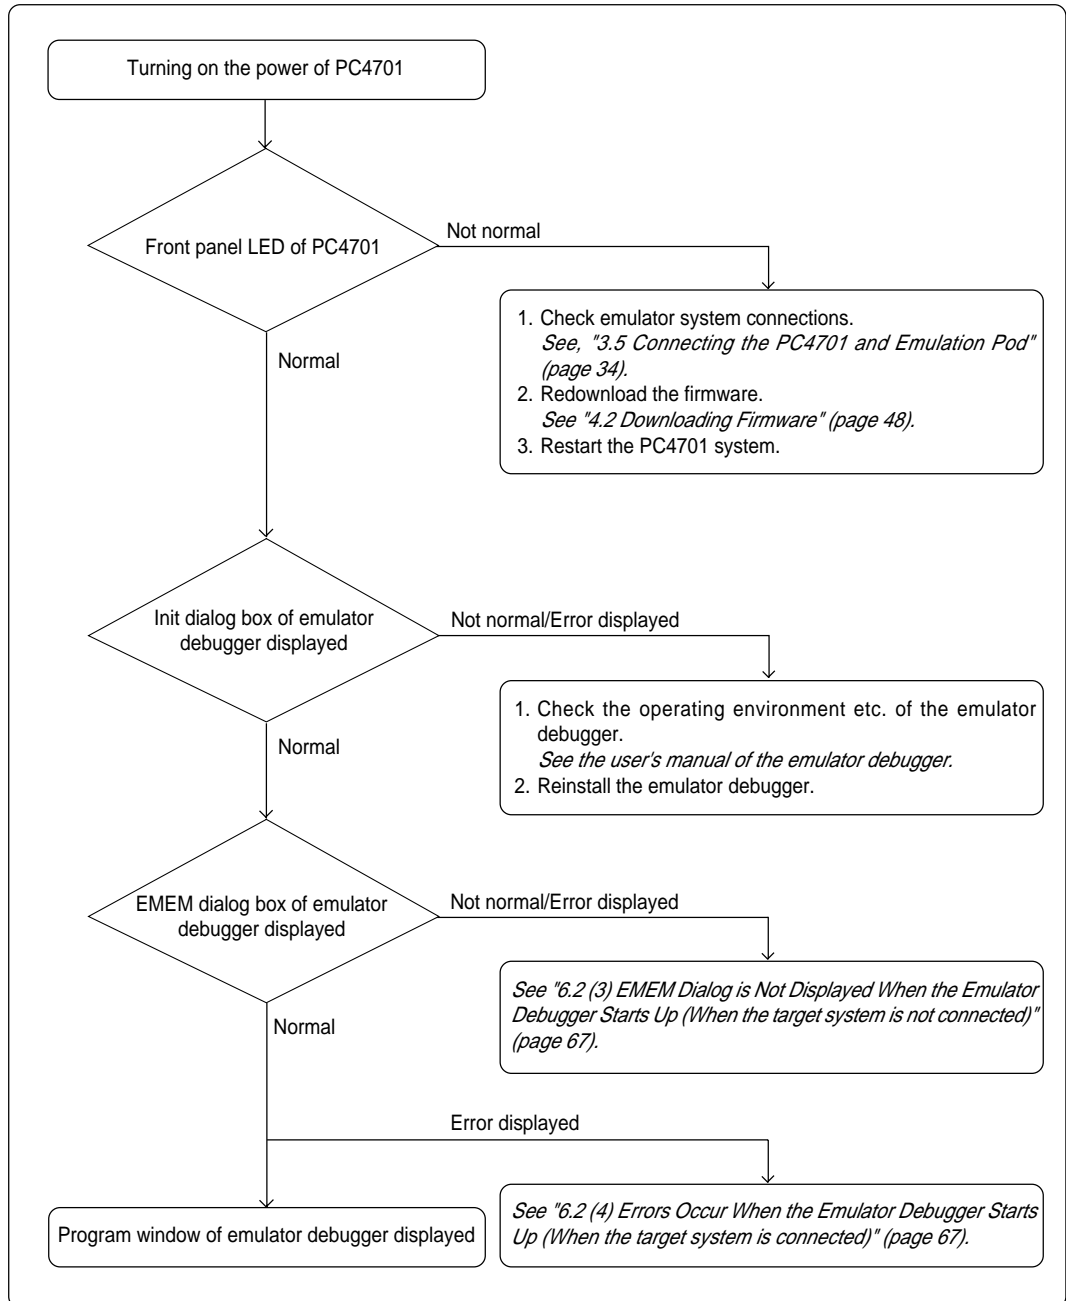 Turning on the power of PC4701
Front panel LED of PC4701
Not normal
1. Check emulator system connections.
See, "3.5 Connecting the PC4701 and Emulation Pod"
(page 34).
2. Redownload the firmware.
See "4.2 Downloading Firmware" (page 48).
3. Restart the PC4701 system.
Normal
Init dialog box of emulator
debugger displayed
Not normal/Error displayed
1. Check the operating environment etc. of the emulator
debugger.
See the user's manual of the emulator debugger.
2. Reinstall the emulator debugger.
Normal
EMEM dialog box of emulator
debugger displayed
Not normal/Error displayed
See "6.2 (3) EMEM Dialog is Not Displayed When the Emulator
Debugger Starts Up (When the target system is not connected)"
(page 67).
Normal
Error displayed
Program window of emulator debugger displayed
See "6.2 (4) Errors Occur When the Emulator Debugger Starts
Up (When the target system is connected)" (page 67).